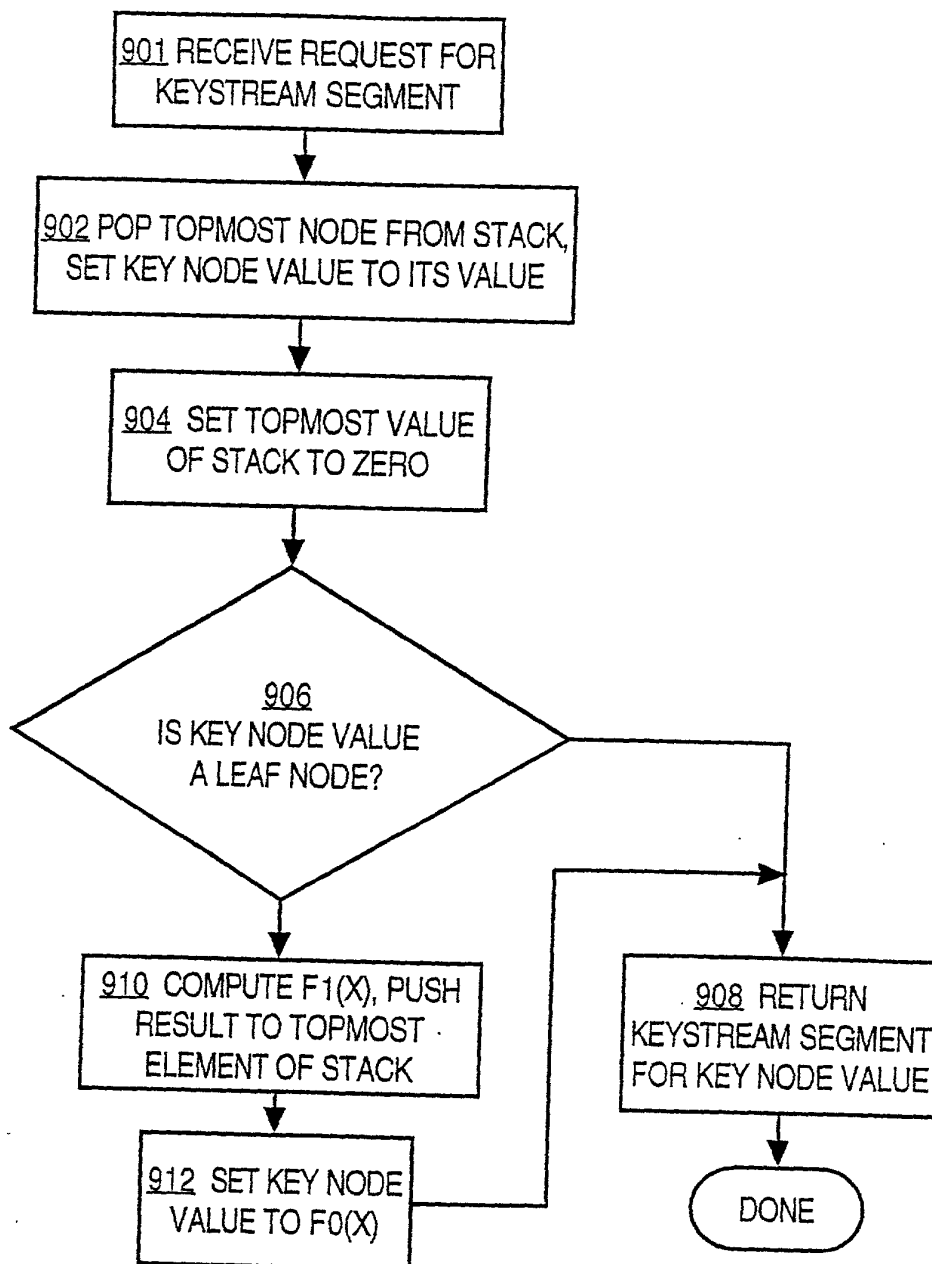 901 RECEIVE REQUEST FOR
KEYSTREAM SEGMENT
902 POP TOPMOST NODE FROM STACK,
SET KEY NODE VALUE TO ITS VALUE
904 SET TOPMOST VALUE
OF STACK TO ZERO
906
IS KEY NODE VALUE
A LEAF NODE?
910 COMPUTE F1(X), PUSH
RESULT TO TOPMOST
ELEMENT OF STACK
912 SET KEY NODE
VALUE TO F0(X)
908 RETURN
KEYSTREAM SEGMENT
FOR KEY NODE VALUE
DONE